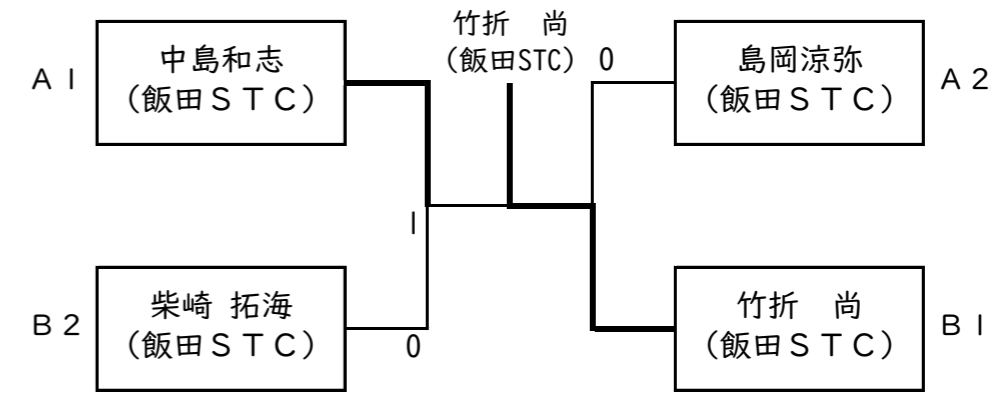 竹折　尚
（飯田STC）
0
A1
中島和志
（飯田ＳＴＣ）
島岡涼弥
（飯田ＳＴＣ）
A2
1
B2
柴崎 拓海
（飯田ＳＴＣ）
0
竹折　尚
（飯田ＳＴＣ）
B1